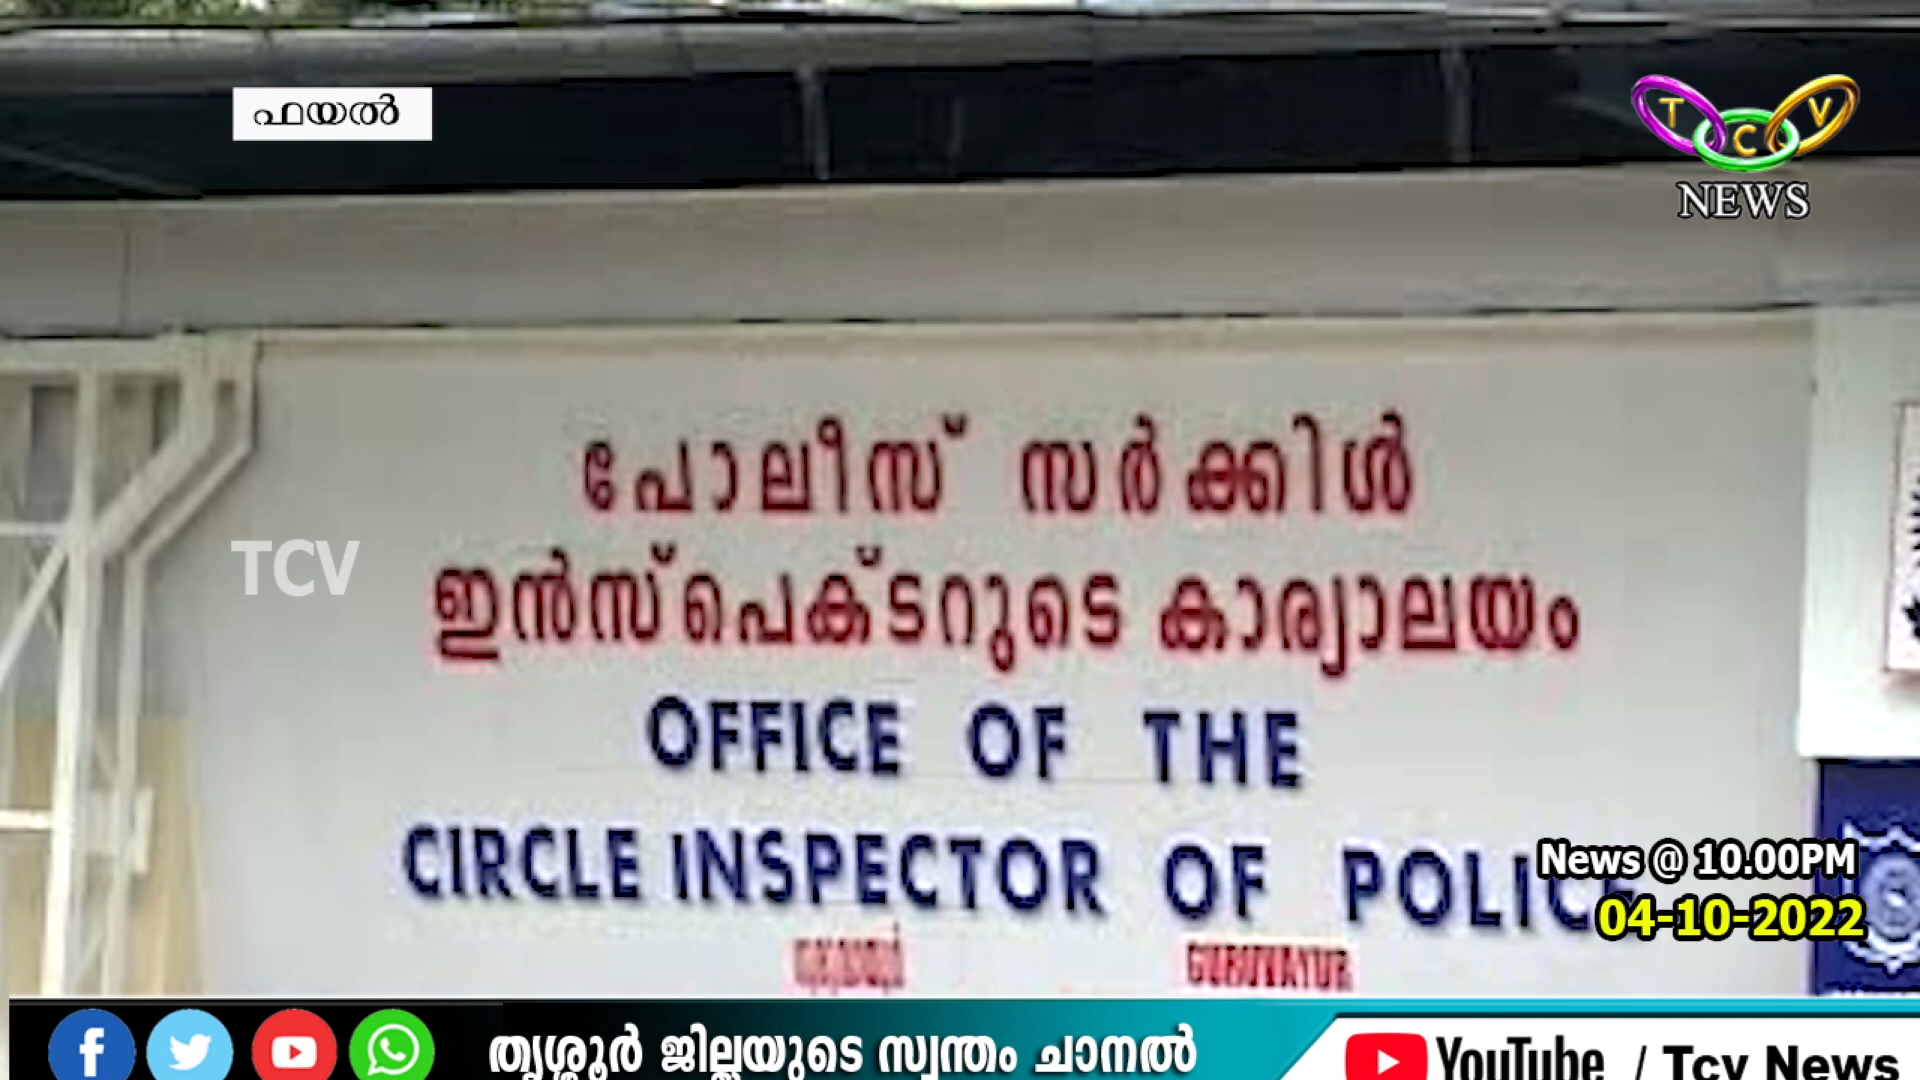 ഫയൽ
T C V
NEWS
പോലീസ് സർക്കിൾ
ഇൻസ്പെക്ടറുടെ കാര്യാലയം
TCV
OFFICE OF THE
CIRCLE INSPECTOR OF POLICE
GURUVAYUR
News @ 10.00PM
04-10-2022
തൃശ്ശൂർ ജില്ലയുടെ സ്വന്തം ചാനൽ
YouTube / Tcv News